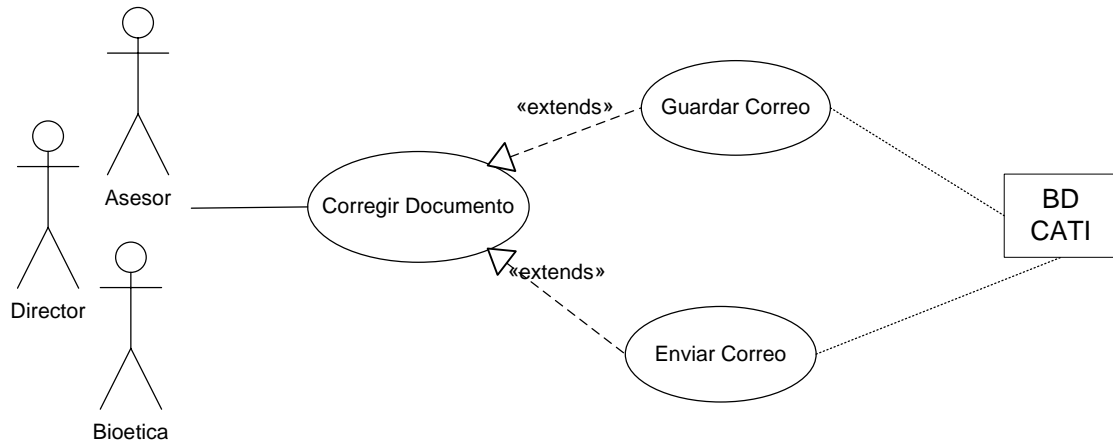 Asesor
Director
Bioetica
Corregir Documento
«extends»
Guardar Correo
«extends»
Enviar Correo
BD
CATI